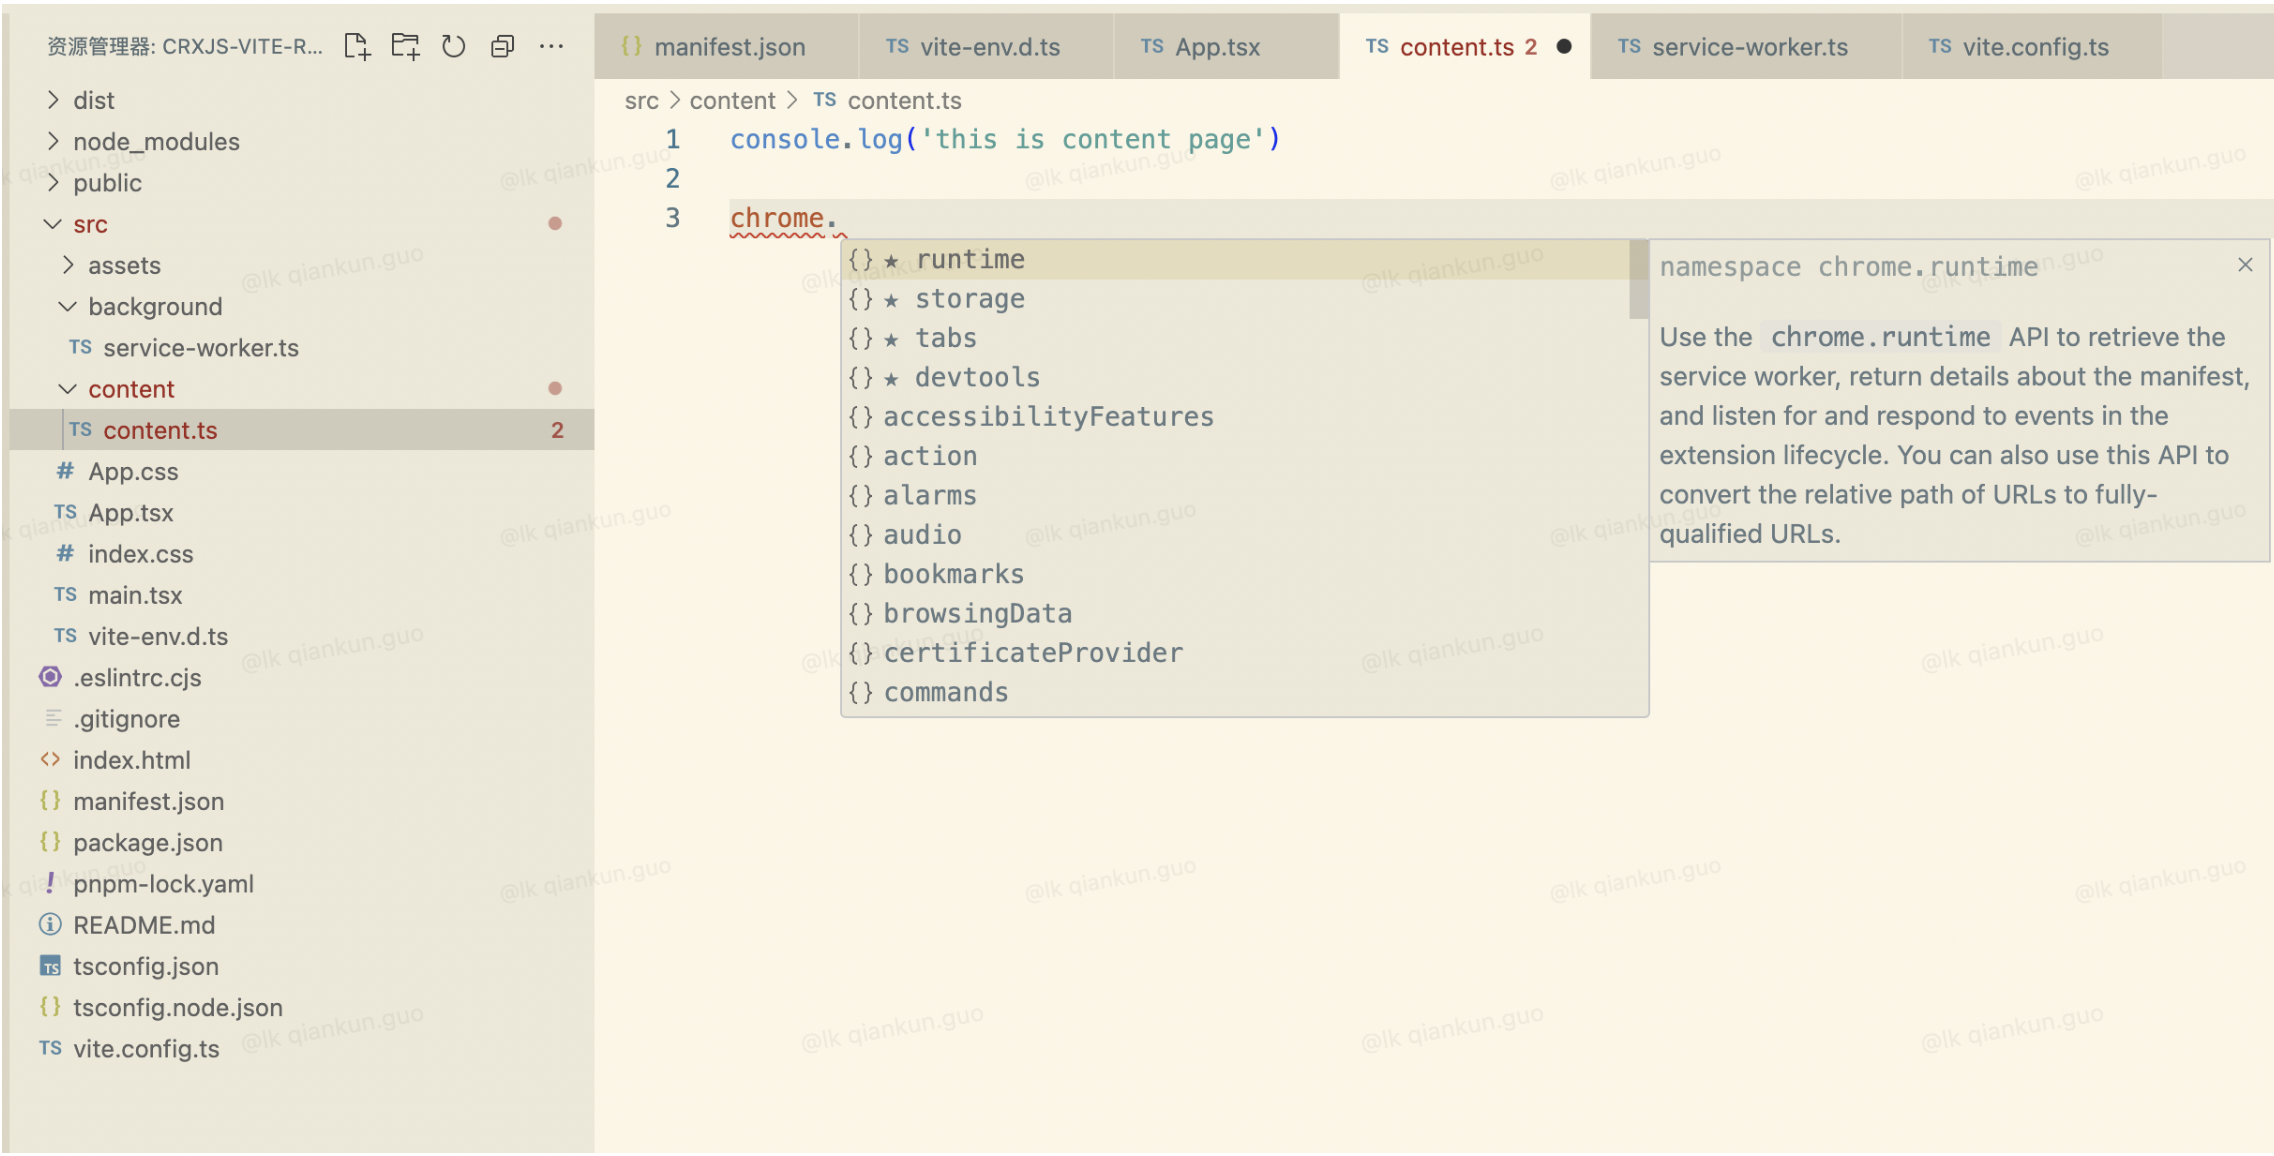 资源管理器: CRXJS-VITE-R...
dist
node_modules
public
src
assets
background
TS service-worker.ts
content
TS content.ts 2
# App.css
TS App.tsx
# index.css
TS main.tsx
TS vite-env.d.ts
.eslintrc.cjs
.gitignore
<> index.html
{} manifest.json
{} package.json
! pnpm-lock.yaml
README.md
TS tsconfig.json
{} tsconfig.node.json
TS vite.config.ts
{} manifest.json
TS vite-env.d.ts
TS App.tsx
TS content.ts 2
TS service-worker.ts
TS vite.config.ts
src > content > TS content.ts
1 console.log('this is content page')
2
3 chrome.
{} ★ runtime
{} ★ storage
{} ★ tabs
{} ★ devtools
{} accessibilityFeatures
{} action
{} alarms
{} audio
{} bookmarks
{} browsingData
{} certificateProvider
{} commands
namespace chrome.runtime
Use the chrome.runtime API to retrieve the
service worker, return details about the manifest,
and listen for and respond to events in the
extension lifecycle. You can also use this API to
convert the relative path of URLs to fully-
qualified URLs.
@lk qiankun.guo